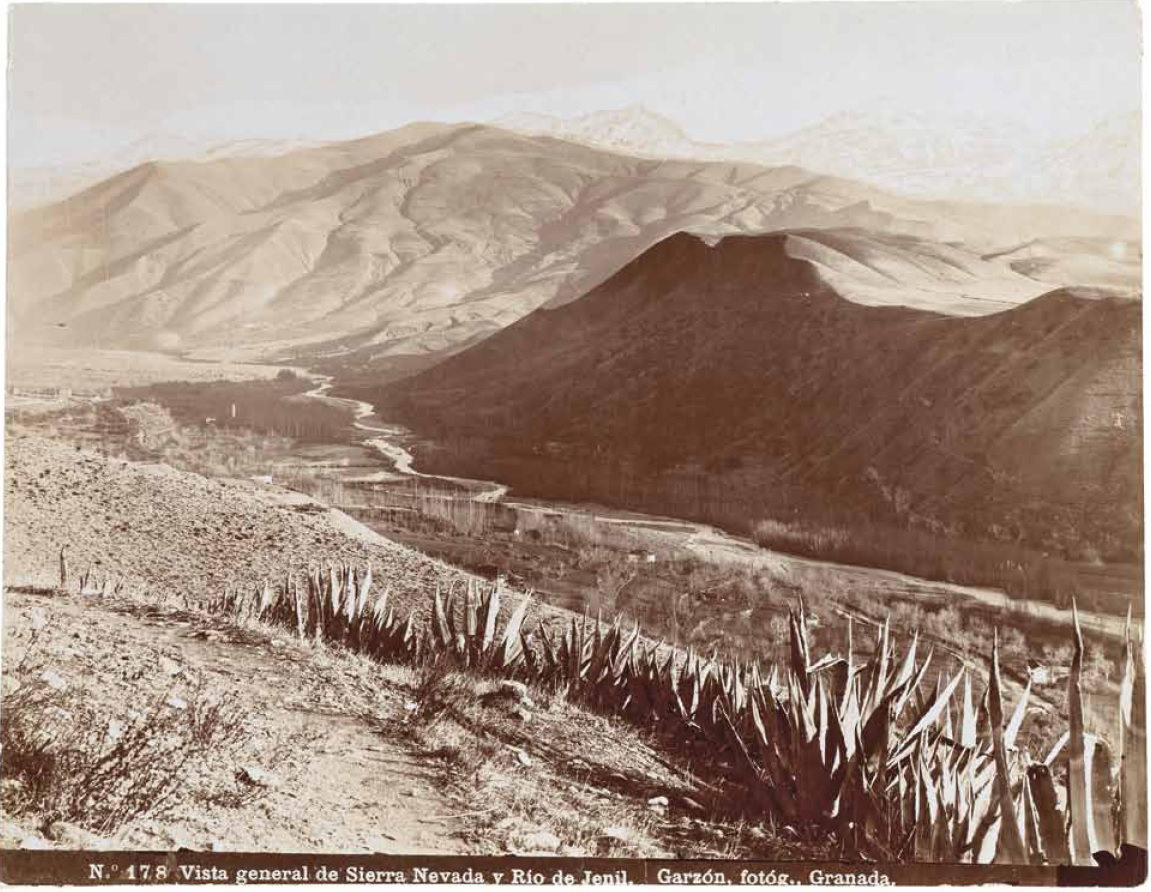 N.º 178 Vista general de Sierra Nevada y Río de Jenil. Garzón, fotóg., Granada.